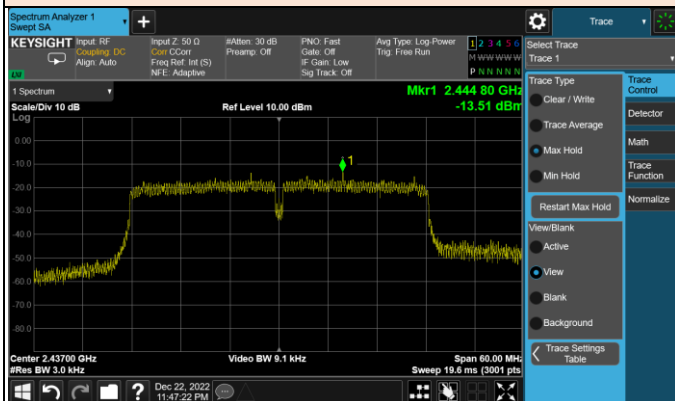 Spectrum Analyzer 1
Swept SA
+
Trace
KEYSIGHT
Input: RF
Coupling: DC
Align: Auto
Input Z: 50 Ω
Corr CCorr
Freq Ref: Int (S)
NFE: Adaptive
#Atten: 30 dB
Preamp: Off
PNO: Fast
Gate: Off
IF Gain: Low
Sig Track: Off
Avg Type: Log-Power
Trig: Free Run
1 2 3 4 5 6
M W W W W W
P N N N N N
LXI
Select Trace
Trace 1
1 Spectrum
Scale/Div 10 dB
Log
Ref Level 10.00 dBm
Mkr1 2.444 80 GHz
-13.51 dBm
0.00
-10.0
-20.0
-30.0
-40.0
-50.0
-60.0
-70.0
-80.0
1
Center 2.43700 GHz
#Res BW 3.0 kHz
Video BW 9.1 kHz
Span 60.00 MHz
Sweep 19.6 ms (3001 pts
Trace Type
Clear / Write
Trace Average
Max Hold
Min Hold
Restart Max Hold
View/Blank
Active
View
Blank
Background
Trace Settings
Table
Trace
Control
Detector
Math
Trace
Function
Normalize
?
Dec 22, 2022
11:47:22 PM